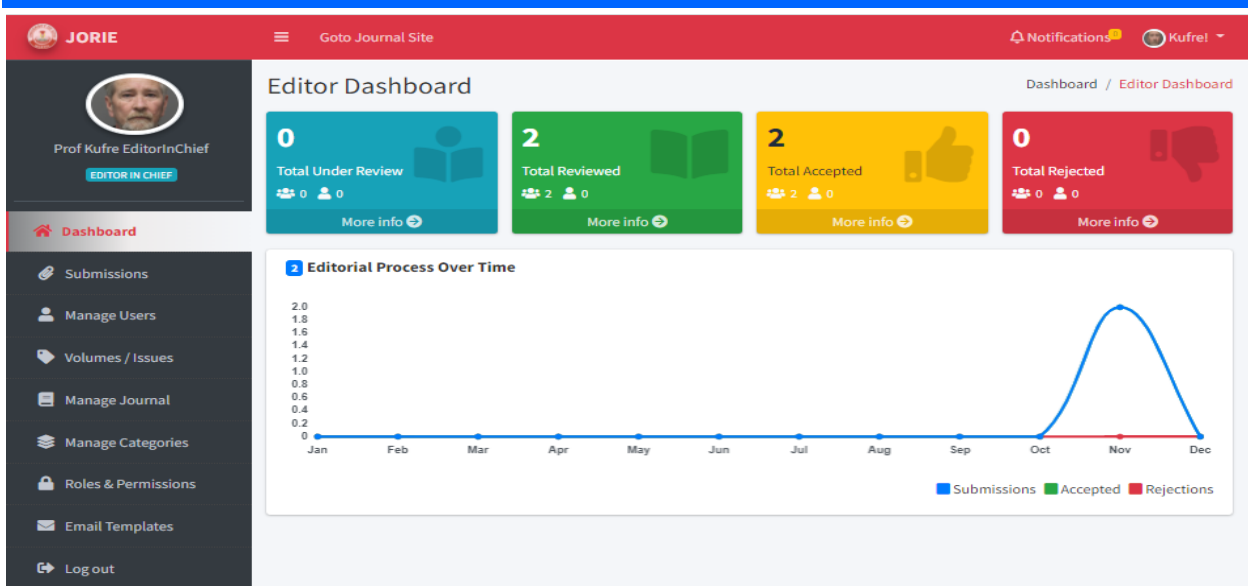 JORIE
Goto Journal Site
Notifications
Kufre!
Prof Kufre EditorInChief
EDITOR IN CHIEF
Dashboard
Submissions
Manage Users
Volumes / Issues
Manage Journal
Manage Categories
Roles & Permissions
Email Templates
Log out
Editor Dashboard
Dashboard / Editor Dashboard
0
Total Under Review
0 0
More info
2
Total Reviewed
2 0
More info
2
Total Accepted
2 0
More info
0
Total Rejected
0 0
More info
2 Editorial Process Over Time
2.0
1.8
1.6
1.4
1.2
1.0
0.8
0.6
0.4
0.2
0
Jan Feb Mar Apr May Jun Jul Aug Sep Oct Nov Dec
Submissions Accepted Rejections